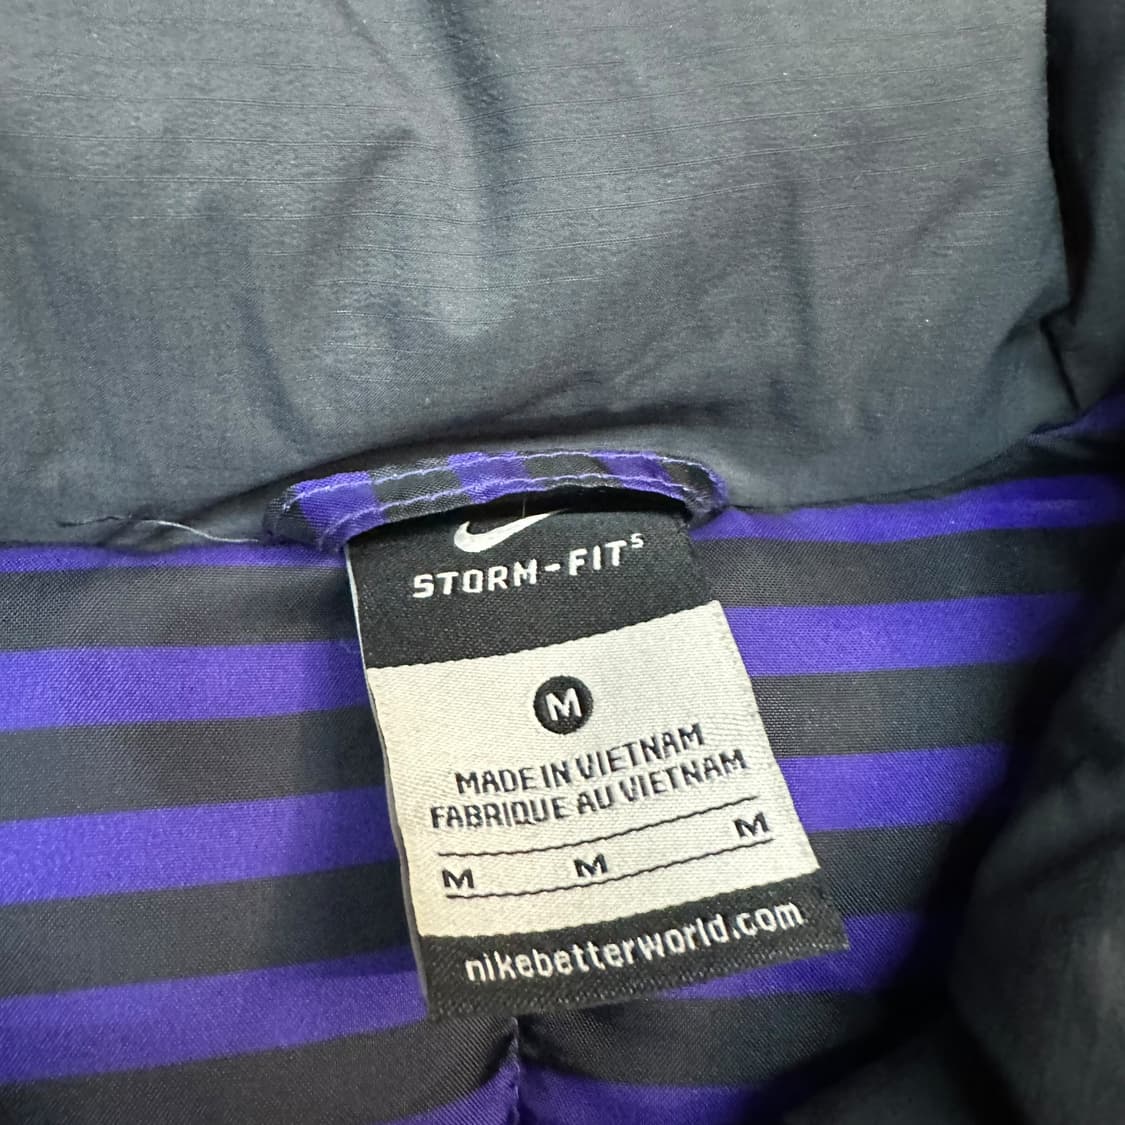 STORM-FIT5
M
MADE IN VIETNAM
FABRIQUE AU VIETNAM
M M M
nikebetterworld.com